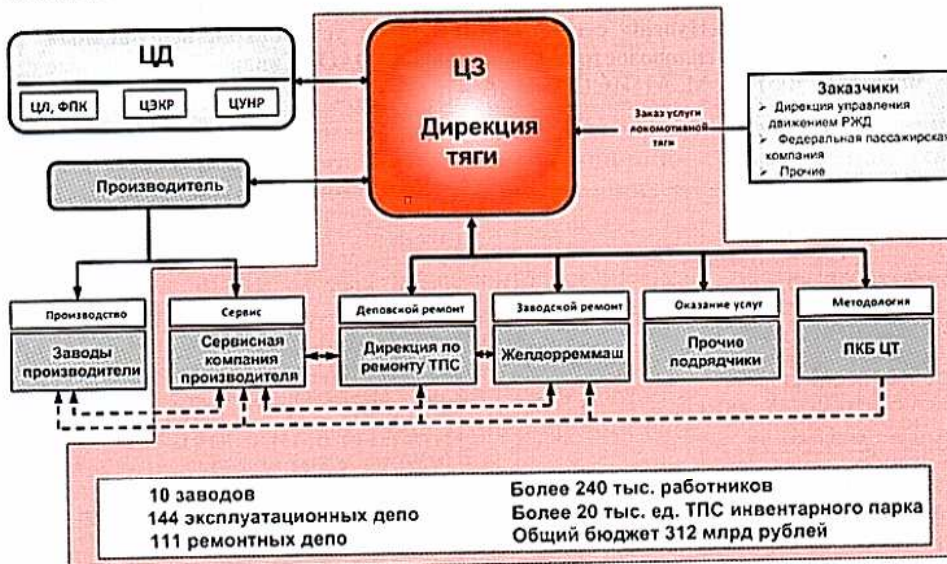 ЦД
ЦЛ, ФПК
ЦЭКР
ЦУНР
ЦЗ
Дирекция
тяги
Заказ услуги
локомотивной
тяги
Заказчики
➢ Дирекция управления
движением РЖД
➢ Федеральная пассажирская
компания
➢ Прочие
Производитель
Производство
Заводы
производители
Сервис
Сервисная
компания
производителя
Деповской ремонт
Дирекция по
ремонту ТПС
Заводской ремонт
Желдорреммаш
Оказание услуг
Прочие
подрядчики
Методология
ПКБ ЦТ
10 заводов
144 эксплуатационных депо
111 ремонтных депо
Более 240 тыс. работников
Более 20 тыс. ед. ТПС инвентарного парка
Общий бюджет 312 млрд рублей